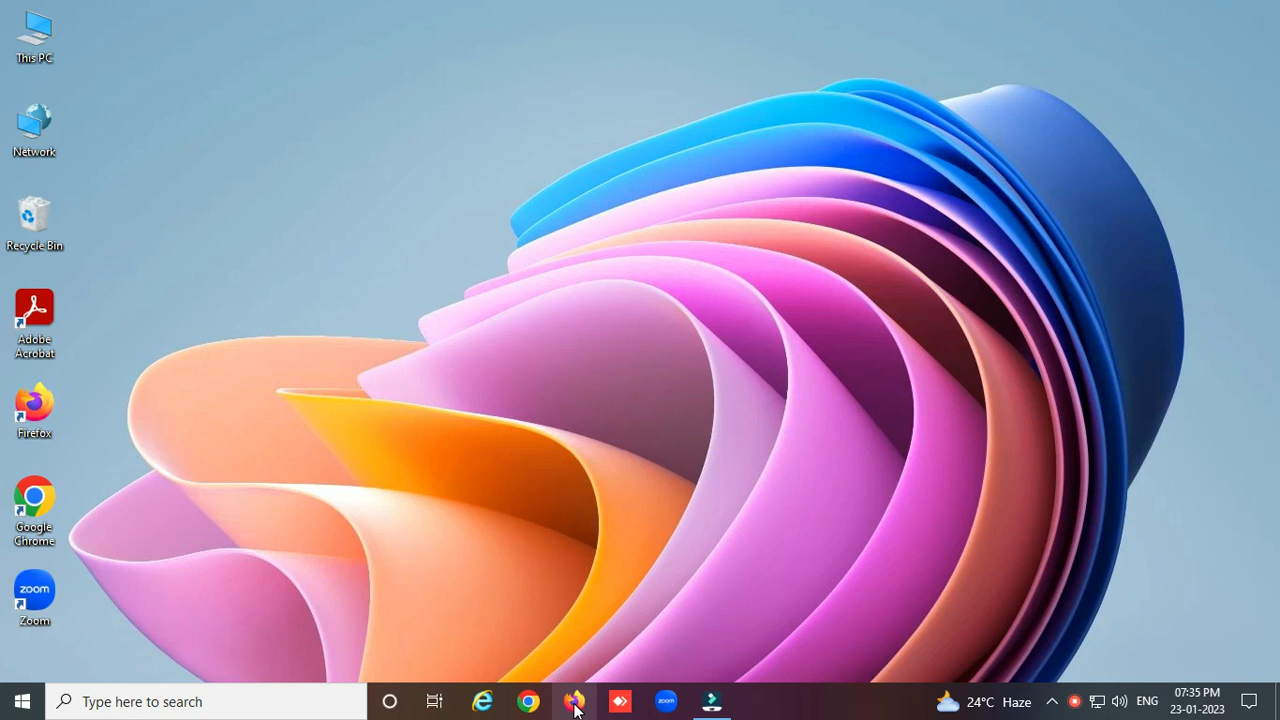 This PC
Network
Recycle Bin
Adobe
Acrobat
Firefox
Google
Chrome
zoom
Zoom
Type here to search
zoom
24°C Haze
ENG
07:35 PM
23-01-2023